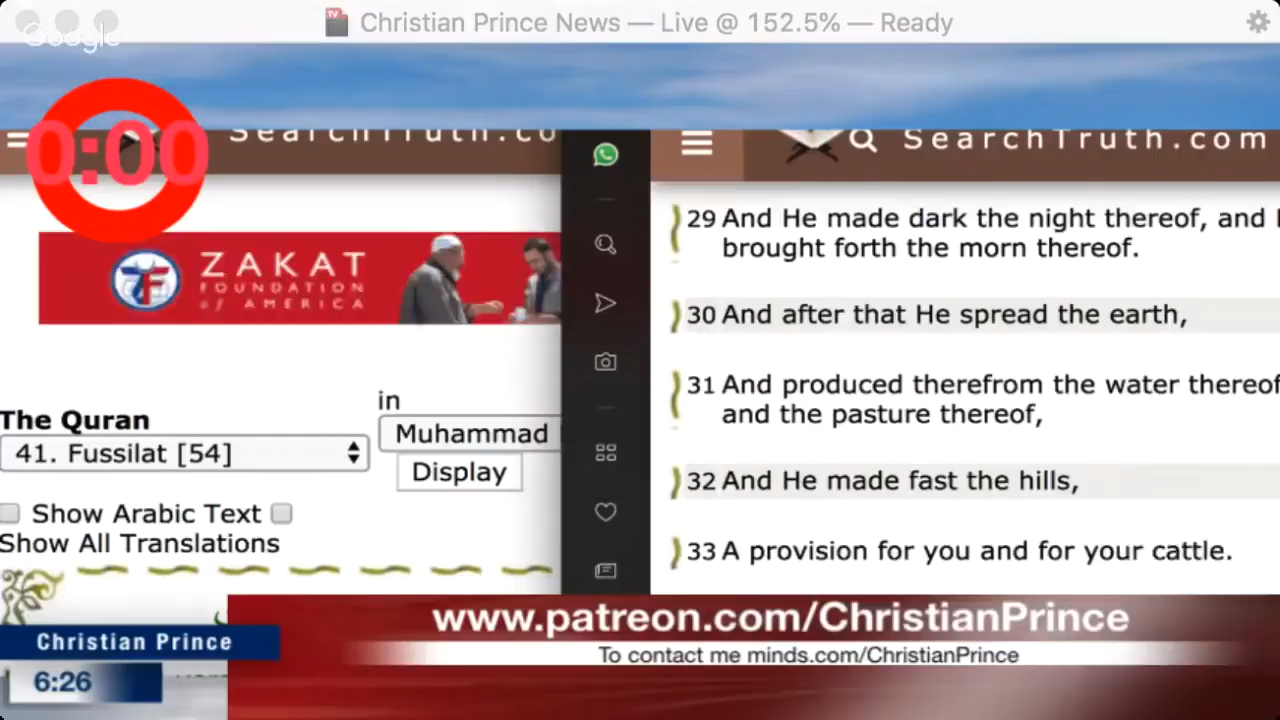 Christian Prince News — Live @ 152.5% — Ready
Google
0:00
SearchTruth.co
SearchTruth.com
ZAKAT
FOUNDATION
of AMERICA
The Quran
in
41. Fussilat [54]
Muhammad
Display
Show Arabic Text
Show All Translations
29 And He made dark the night thereof, and
brought forth the morn thereof.
30 And after that He spread the earth,
31 And produced therefrom the water thereof
and the pasture thereof,
32 And He made fast the hills,
33 A provision for you and for your cattle.
www.patreon.com/ChristianPrince
To contact me minds.com/ChristianPrince
Christian Prince
6:26